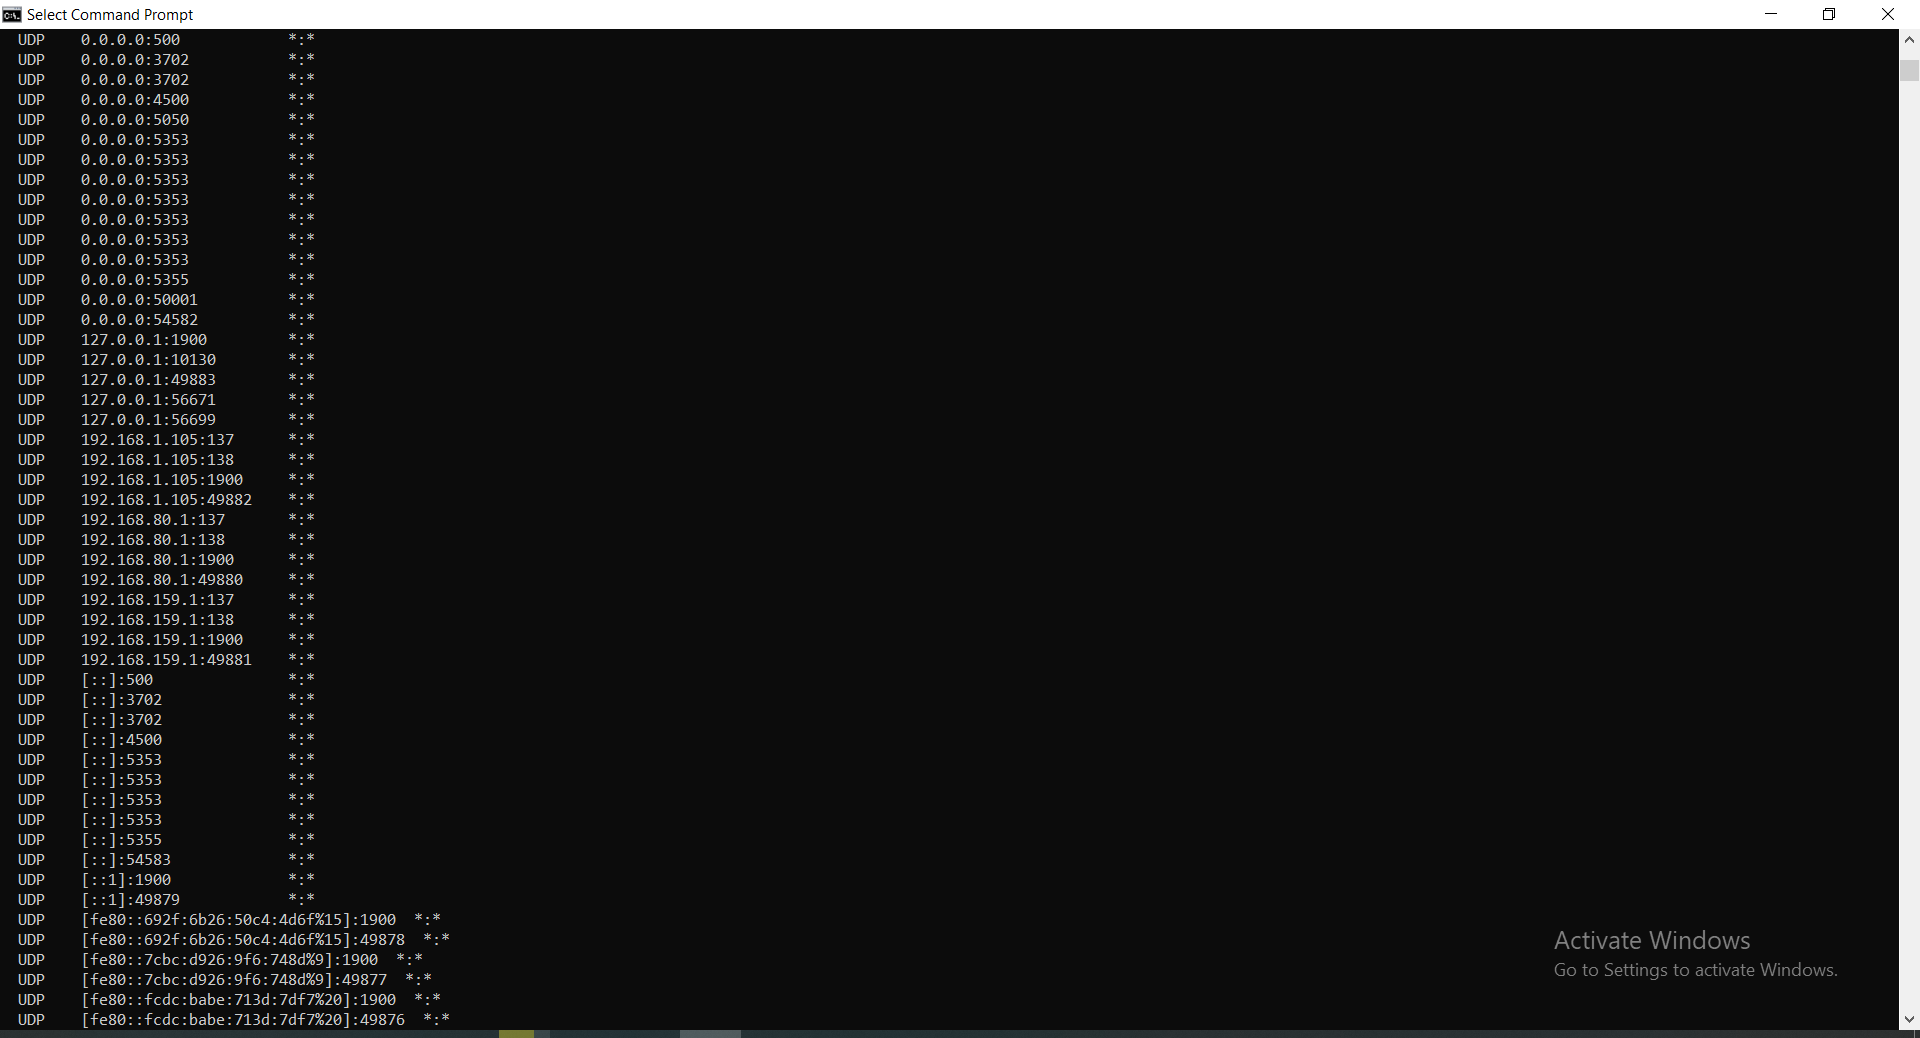 Select Command Prompt
UDP    0.0.0.0:500            *:*
UDP    0.0.0.0:3702           *:*
UDP    0.0.0.0:3702           *:*
UDP    0.0.0.0:4500           *:*
UDP    0.0.0.0:5050           *:*
UDP    0.0.0.0:5353           *:*
UDP    0.0.0.0:5353           *:*
UDP    0.0.0.0:5353           *:*
UDP    0.0.0.0:5353           *:*
UDP    0.0.0.0:5353           *:*
UDP    0.0.0.0:5353           *:*
UDP    0.0.0.0:5353           *:*
UDP    0.0.0.0:5355           *:*
UDP    0.0.0.0:50001          *:*
UDP    0.0.0.0:54582          *:*
UDP    127.0.0.1:1900         *:*
UDP    127.0.0.1:10130        *:*
UDP    127.0.0.1:49883        *:*
UDP    127.0.0.1:56671        *:*
UDP    127.0.0.1:56699        *:*
UDP    192.168.1.105:137      *:*
UDP    192.168.1.105:138      *:*
UDP    192.168.1.105:1900     *:*
UDP    192.168.1.105:49882    *:*
UDP    192.168.80.1:137       *:*
UDP    192.168.80.1:138       *:*
UDP    192.168.80.1:1900      *:*
UDP    192.168.80.1:49880     *:*
UDP    192.168.159.1:137      *:*
UDP    192.168.159.1:138      *:*
UDP    192.168.159.1:1900     *:*
UDP    192.168.159.1:49881    *:*
UDP    [::]:500               *:*
UDP    [::]:3702              *:*
UDP    [::]:3702              *:*
UDP    [::]:4500              *:*
UDP    [::]:5353              *:*
UDP    [::]:5353              *:*
UDP    [::]:5353              *:*
UDP    [::]:5353              *:*
UDP    [::]:5355              *:*
UDP    [::]:54583             *:*
UDP    [::1]:1900             *:*
UDP    [::1]:49879            *:*
UDP    [fe80::692f:6b26:50c4:4d6f%15]:1900  *:*
UDP    [fe80::692f:6b26:50c4:4d6f%15]:49878  *:*
UDP    [fe80::7cbc:d926:9f6:748d%9]:1900  *:*
UDP    [fe80::7cbc:d926:9f6:748d%9]:49877  *:*
UDP    [fe80::fcdc:babe:713d:7df7%20]:1900  *:*
UDP    [fe80::fcdc:babe:713d:7df7%20]:49876  *:*
Activate Windows
Go to Settings to activate Windows.